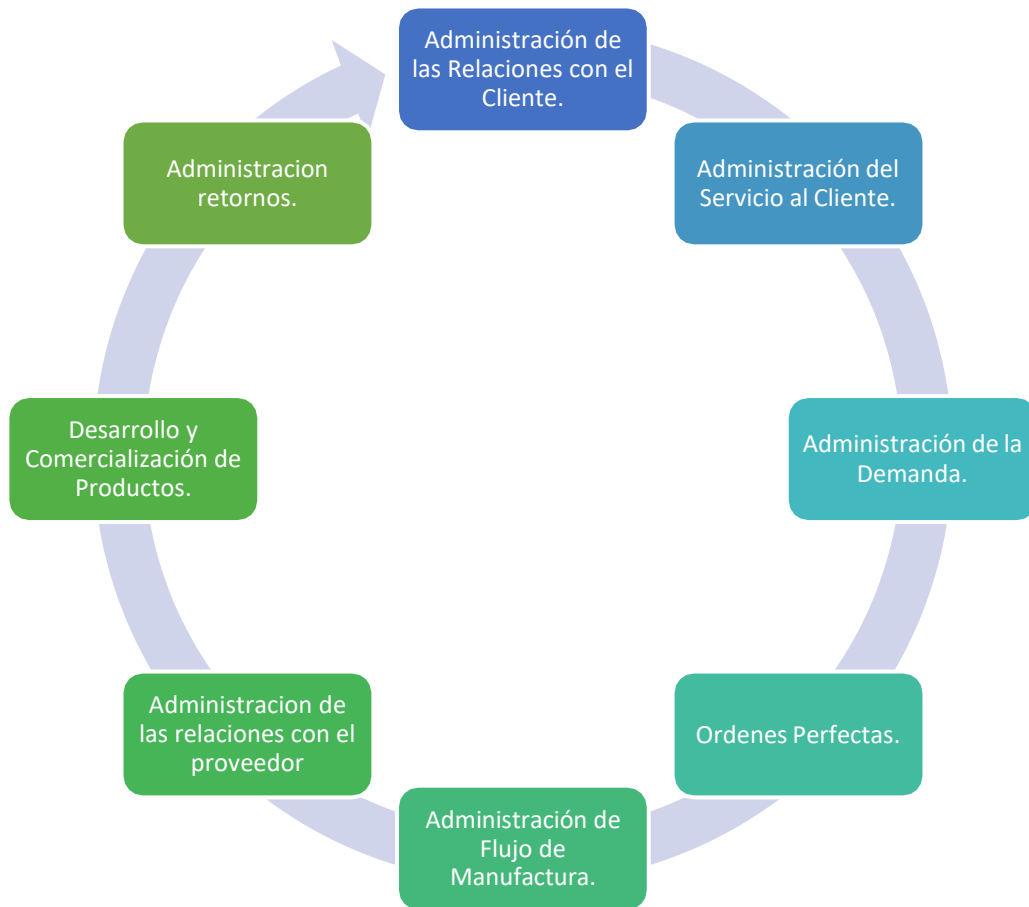 Administración de
las Relaciones con el
Cliente.
Administración del
Servicio al Cliente.
Administración de la
Demanda.
Ordenes Perfectas.
Administración de
Flujo de
Manufactura.
Administracion de
las relaciones con el
proveedor
Desarrollo y
Comercialización de
Productos.
Administracion
retornos.